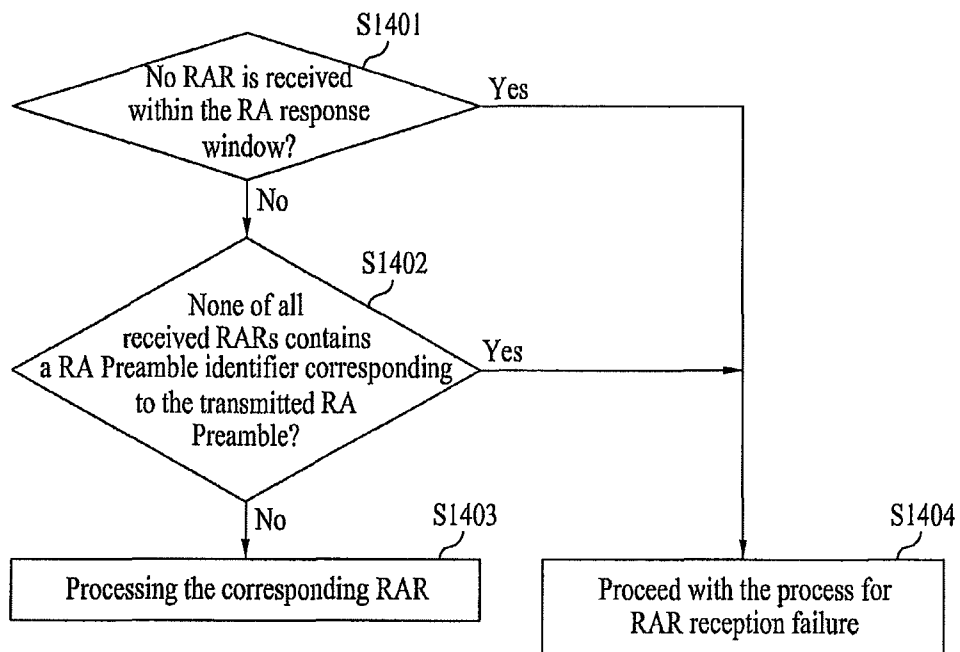 S1401
No RAR is received
within the RA response
window?
Yes
No
S1402
None of all
received RARs contains
a RA Preamble identifier corresponding
to the transmitted RA
Preamble?
Yes
No
S1403
Processing the corresponding RAR
S1404
Proceed with the process for
RAR reception failure